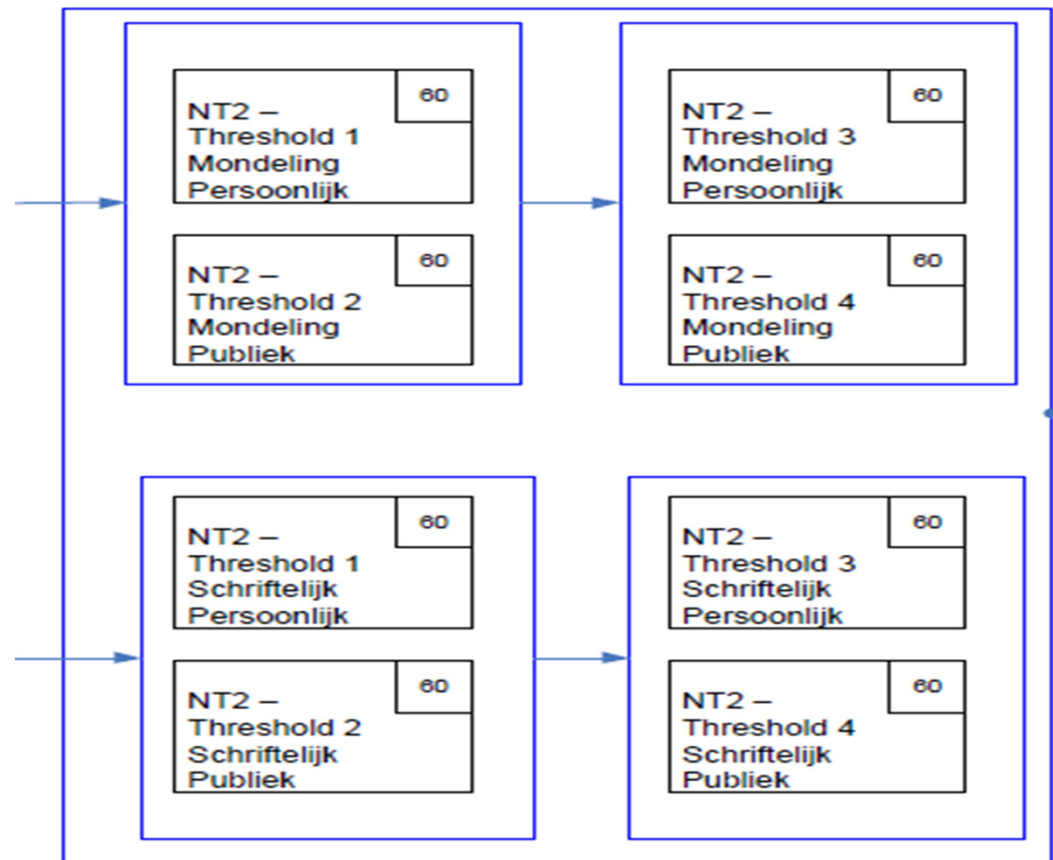 60
NT2 –
Threshold 1
Mondeling
Persoonlijk
60
NT2 –
Threshold 2
Mondeling
Publiek
60
NT2 –
Threshold 3
Mondeling
Persoonlijk
60
NT2 –
Threshold 4
Mondeling
Publiek
60
NT2 –
Threshold 1
Schriftelijk
Persoonlijk
60
NT2 –
Threshold 2
Schriftelijk
Publiek
60
NT2 –
Threshold 3
Schriftelijk
Persoonlijk
60
NT2 –
Threshold 4
Schriftelijk
Publiek